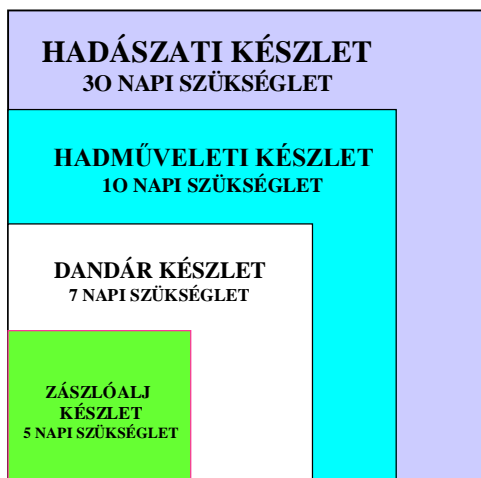 HADÁSZATI KÉSZLET
3O NAPI SZÜKSÉGLET
HADMŰVELETI KÉSZLET
1O NAPI SZÜKSÉGLET
DANDÁR KÉSZLET
7 NAPI SZÜKSÉGLET
ZÁSZLÓALJ
KÉSZLET
5 NAPI SZÜKSÉGLET